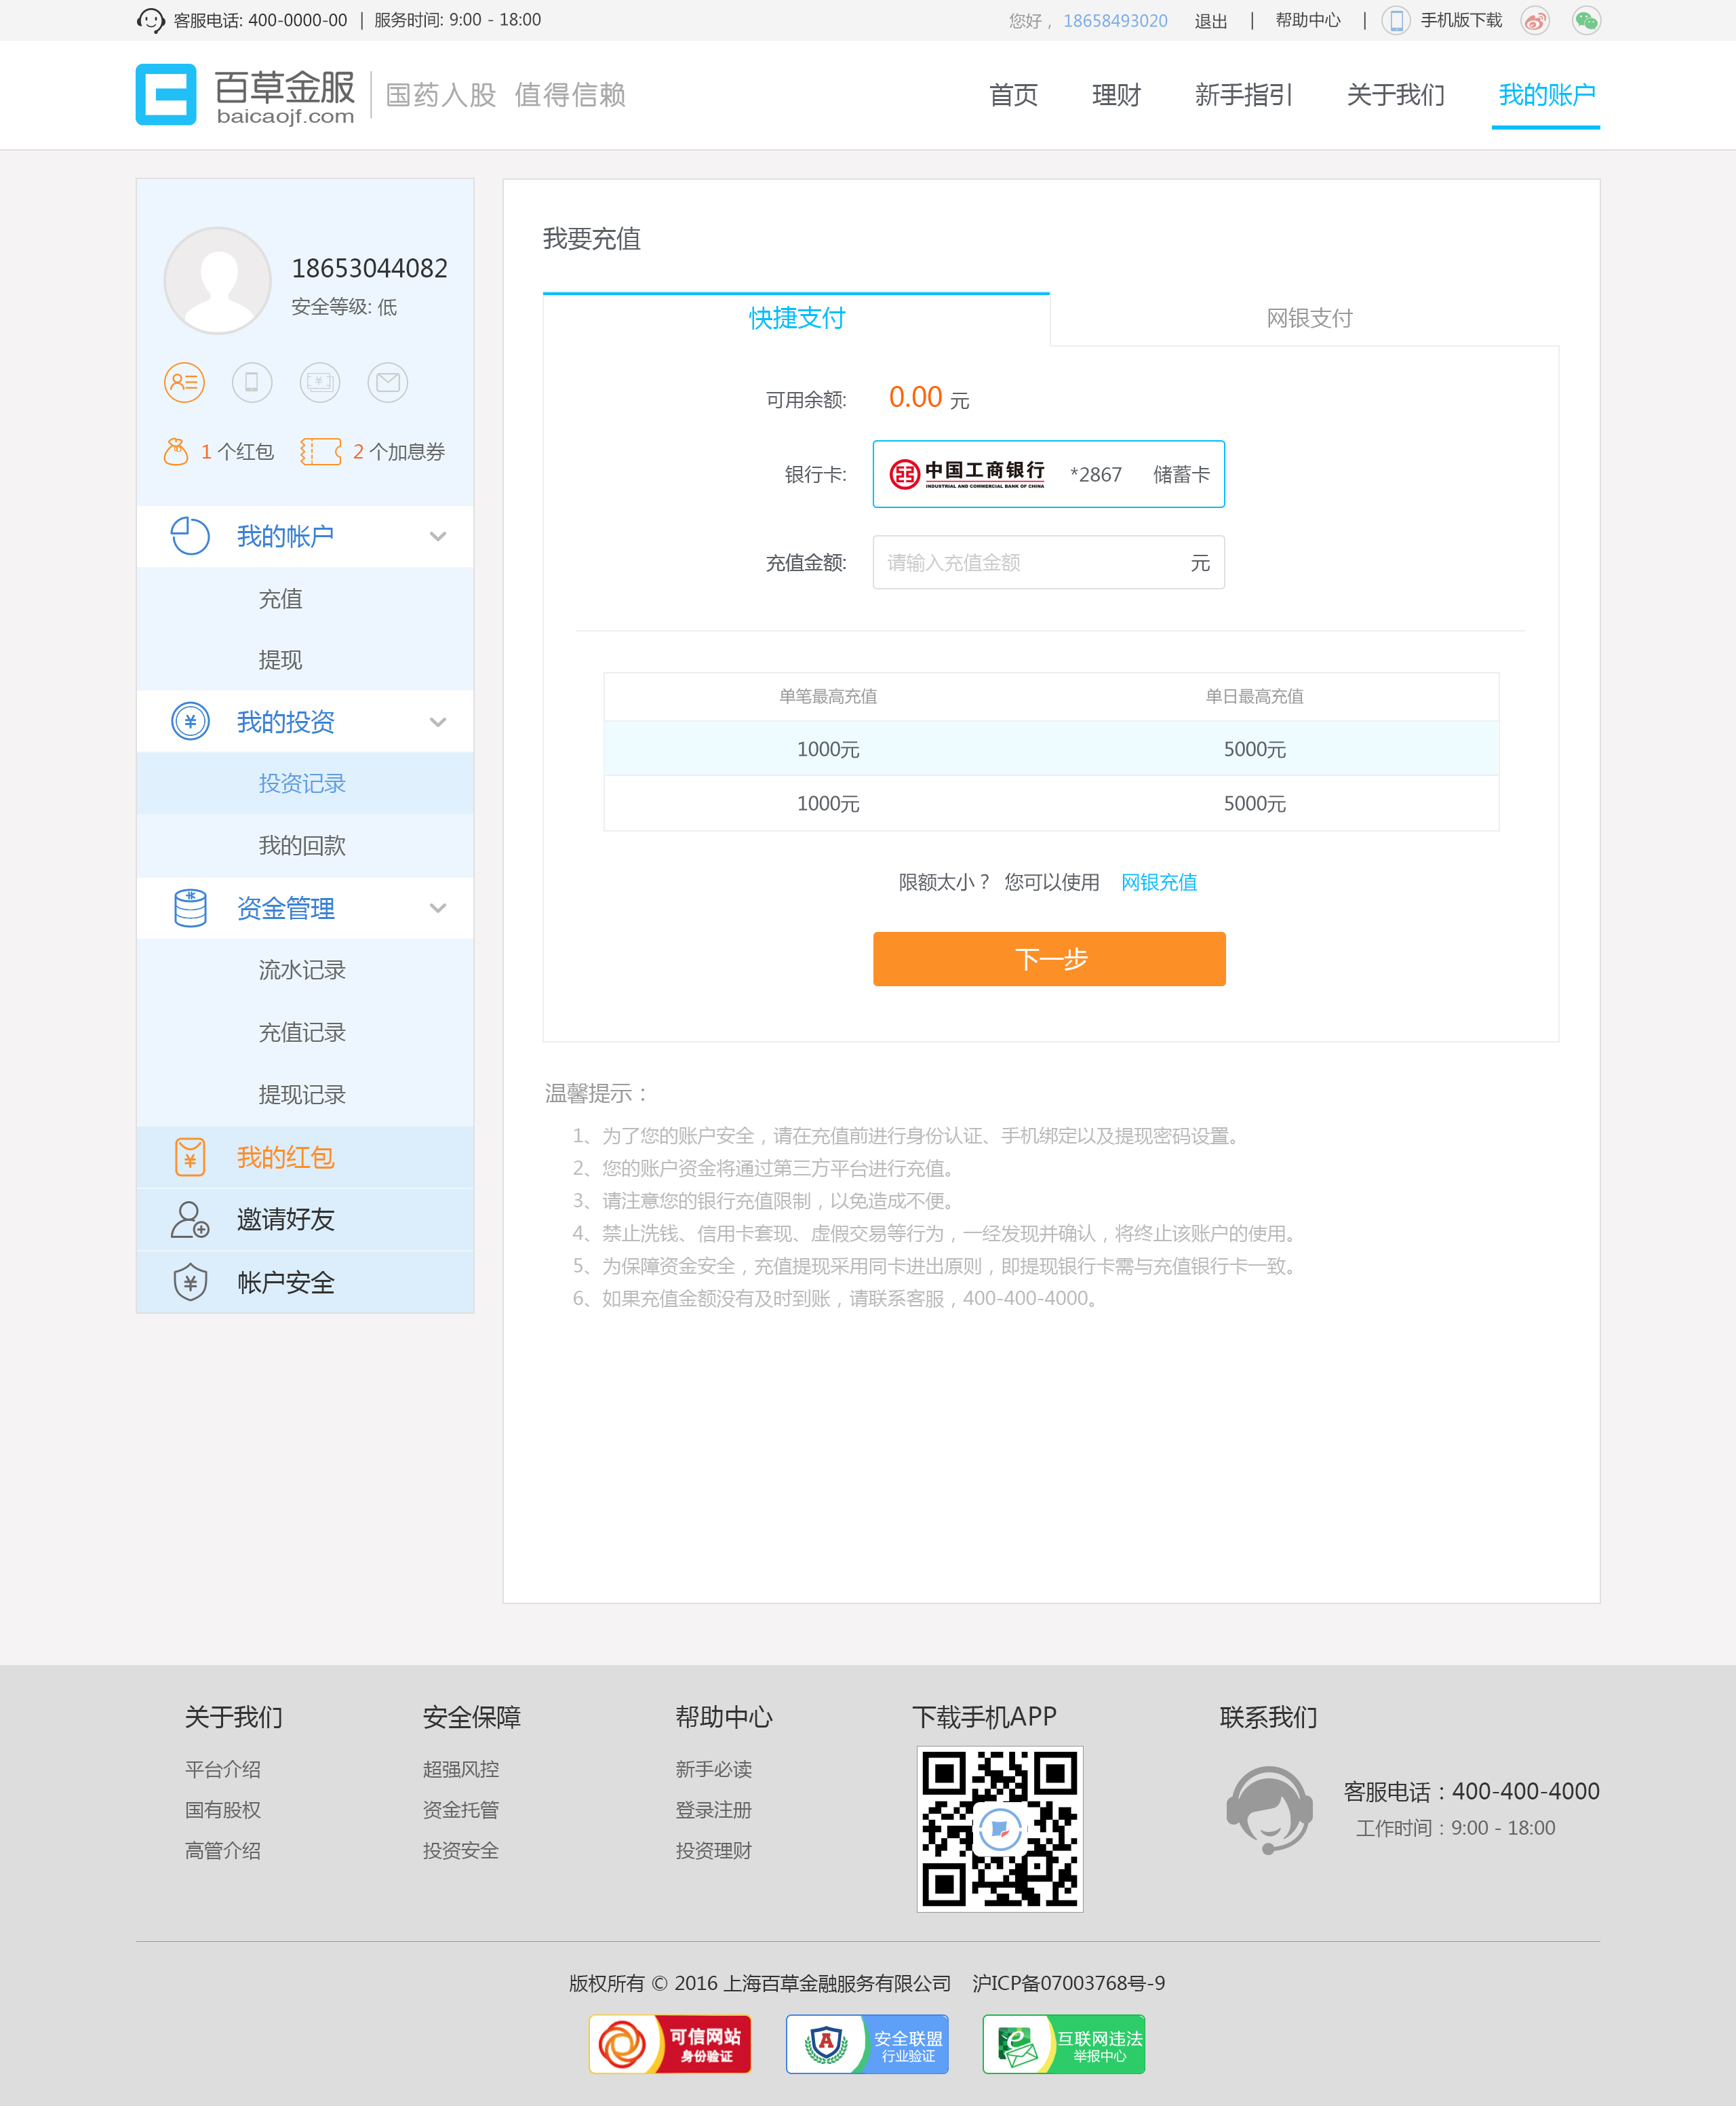 客服电话: 400-0000-00 | 服务时间: 9:00 - 18:00
您好， 18658493020 退出 | 帮助中心 | 手机版下载
百草金服
baicaojf.com
国药入股 值得信赖
首页 理财 新手指引 关于我们 我的账户
18653044082
安全等级: 低
1 个红包 2 个加息券
我的帐户
充值
提现
我的投资
投资记录
我的回款
资金管理
流水记录
充值记录
提现记录
我的红包
邀请好友
帐户安全
我要充值
快捷支付 网银支付
可用余额: 0.00 元
银行卡: 中国工商银行 *2867 储蓄卡
INDUSTRIAL AND COMMERCIAL BANK OF CHINA
充值金额: 请输入充值金额 元
单笔最高充值 单日最高充值
1000元 5000元
1000元 5000元
限额太小？ 您可以使用 网银充值
下一步
温馨提示：
1、为了您的账户安全，请在充值前进行身份认证、手机绑定以及提现密码设置。
2、您的账户资金将通过第三方平台进行充值。
3、请注意您的银行充值限制，以免造成不便。
4、禁止洗钱、信用卡套现、虚假交易等行为，一经发现并确认，将终止该账户的使用。
5、为保障资金安全，充值提现采用同卡进出原则，即提现银行卡需与充值银行卡一致。
6、如果充值金额没有及时到账，请联系客服，400-400-4000。
关于我们
平台介绍
国有股权
高管介绍
安全保障
超强风控
资金托管
投资安全
帮助中心
新手必读
登录注册
投资理财
下载手机APP
联系我们
客服电话：400-400-4000
工作时间：9:00 - 18:00
版权所有 © 2016 上海百草金融服务有限公司 沪ICP备07003768号-9
可信网站
身份验证
安全联盟
行业验证
互联网违法
举报中心